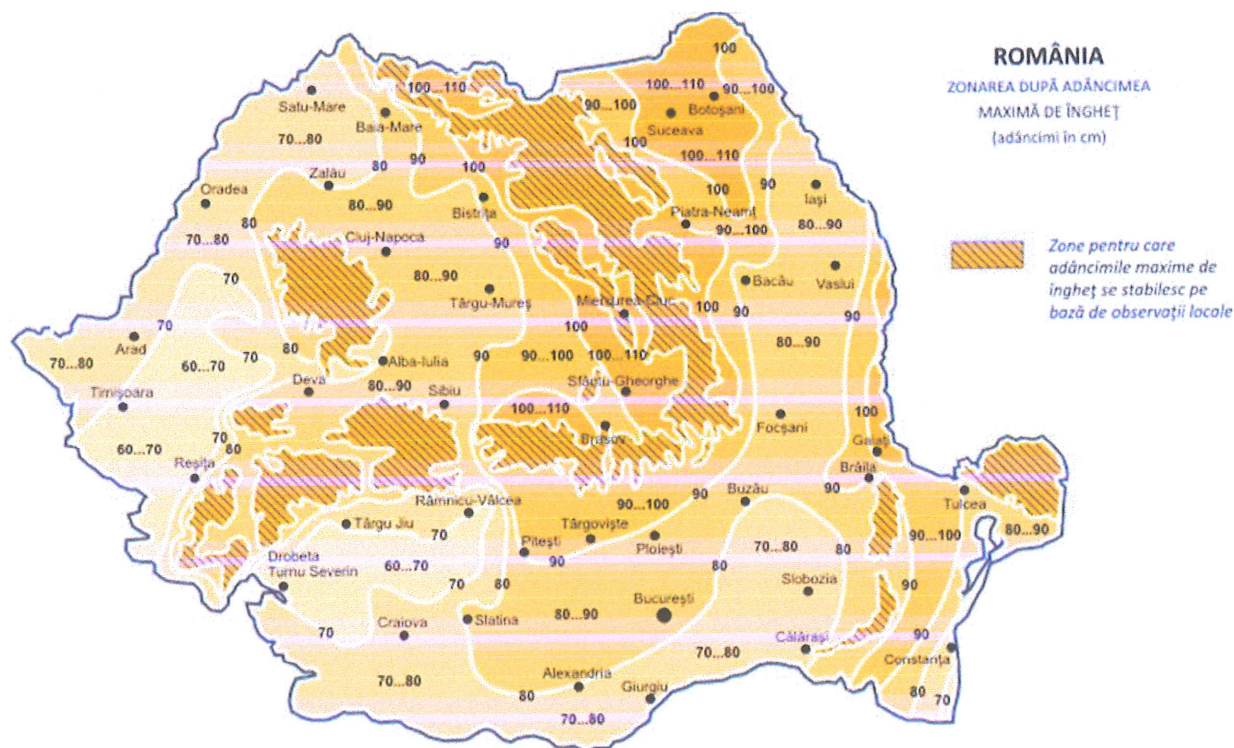 ROMÂNIA
ZONAREA DUPĂ ADÂNCIMEA
MAXIMĂ DE ÎNGHEȚ
(adâncimi în cm)
Zone pentru care
adâncimile maxime de
îngheț se stabilesc pe
bază de observații locale
100
100...110
100...110
90...100
90...100
Satu-Mare
Botoșani
Baia-Mare
Suceava
70...80
100
90
80
100
100...110
Zalău
90
Iași
Oradea
80...90
Bistrița
100
Piatra-Neamț
80
80...90
70...80
Cluj-Napoca
90
90...100
70
80...90
Bacău
Vaslui
Târgu-Mureș
Miercurea-Ciuc
100
90
90
70
100
Arad
80...90
70...80
60...70
70
80
Alba-Iulia
90
90...100
100...110
Timișoara
Deva
80...90
Sibiu
Sfântu-Gheorghe
100...110
Focșani
100
Brașov
70
60...70
80
Galați
Reșița
Brăila
90
90
Râmnicu-Vâlcea
90...100
Buzău
Tulcea
Târgu Jiu
70
Târgoviște
Pitești
Ploiești
70...80
80
90...100
80...90
Drobeta
Turnu Severin
60...70
90
80
70
80
90
Slobozia
București
80...90
70
Craiova
Slatina
Călărași
90
70...80
Constanța
70...80
Alexandria
80
Giurgiu
80
70
70...80